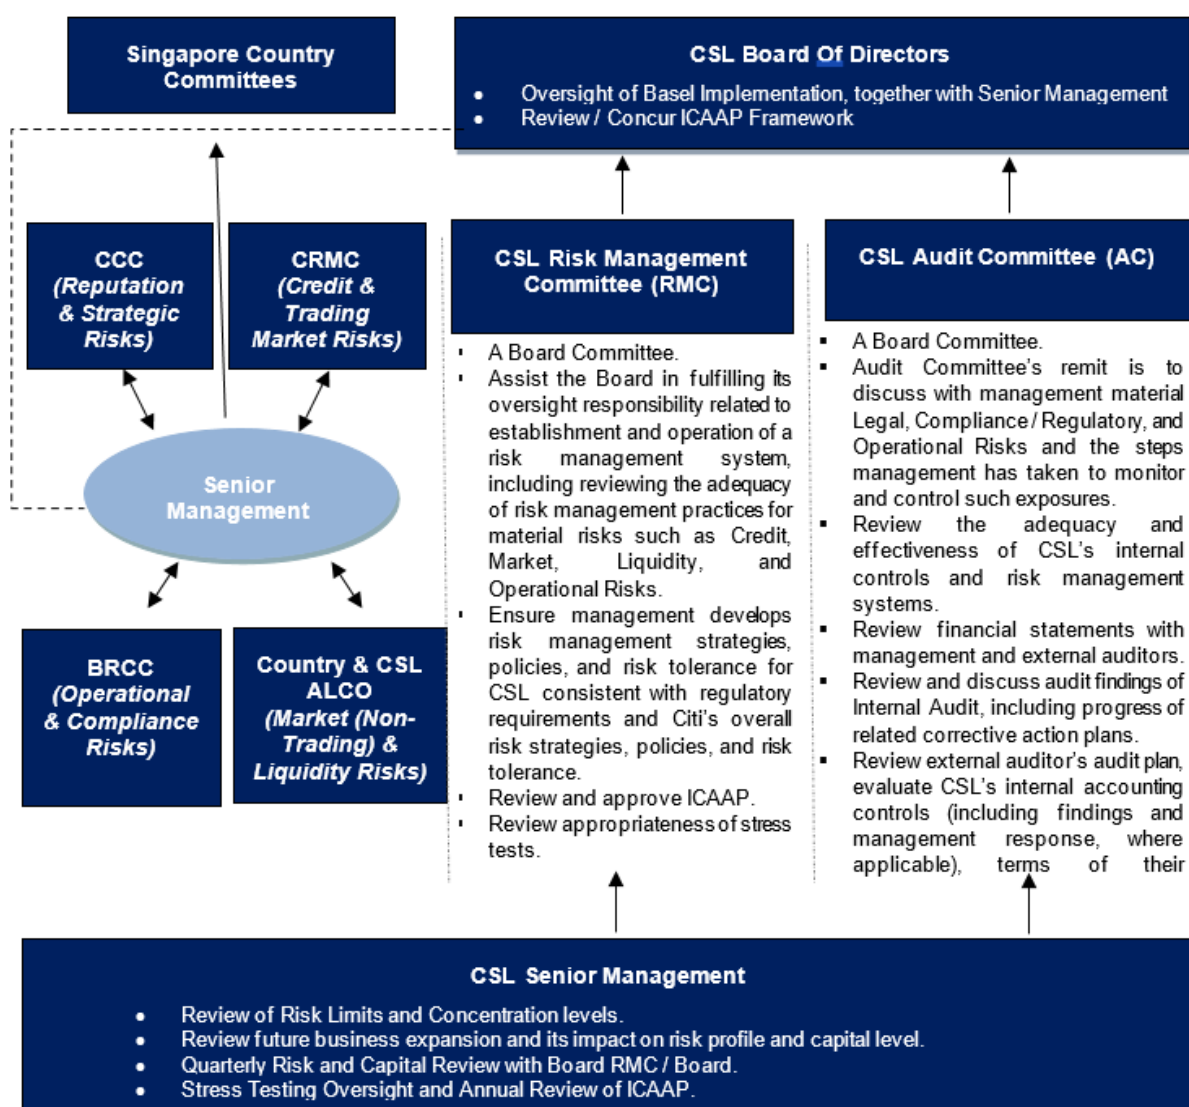 Singapore Country
Committees
CSL Board Of Directors
• Oversight of Basel Implementation, together with Senior Management
• Review / Concur ICAAP Framework
CCC
(Reputation
& Strategic
Risks)
CRMC
(Credit &
Trading
Market Risks)
Senior
Management
BRCC
(Operational
& Compliance
Risks)
Country & CSL
ALCO
(Market (Non-
Trading) &
Liquidity Risks)
CSL Risk Management
Committee (RMC)
▪ A Board Committee.
▪ Assist the Board in fulfilling its
oversight responsibility related to
establishment and operation of a
risk management system,
including reviewing the adequacy
of risk management practices for
material risks such as Credit,
Market, Liquidity, and
Operational Risks.
▪ Ensure management develops
risk management strategies,
policies, and risk tolerance for
CSL consistent with regulatory
requirements and Citi's overall
risk strategies, policies, and risk
tolerance.
▪ Review and approve ICAAP.
▪ Review appropriateness of stress
tests.
CSL Audit Committee (AC)
▪ A Board Committee.
▪ Audit Committee's remit is to
discuss with management material
Legal, Compliance / Regulatory, and
Operational Risks and the steps
management has taken to monitor
and control such exposures.
▪ Review the adequacy and
effectiveness of CSL's internal
controls and risk management
systems.
▪ Review financial statements with
management and external auditors.
▪ Review and discuss audit findings of
Internal Audit, including progress of
related corrective action plans.
▪ Review external auditor's audit plan,
evaluate CSL's internal accounting
controls (including findings and
management response, where
applicable), terms of their
CSL Senior Management
• Review of Risk Limits and Concentration levels.
• Review future business expansion and its impact on risk profile and capital level.
• Quarterly Risk and Capital Review with Board RMC / Board.
• Stress Testing Oversight and Annual Review of ICAAP.